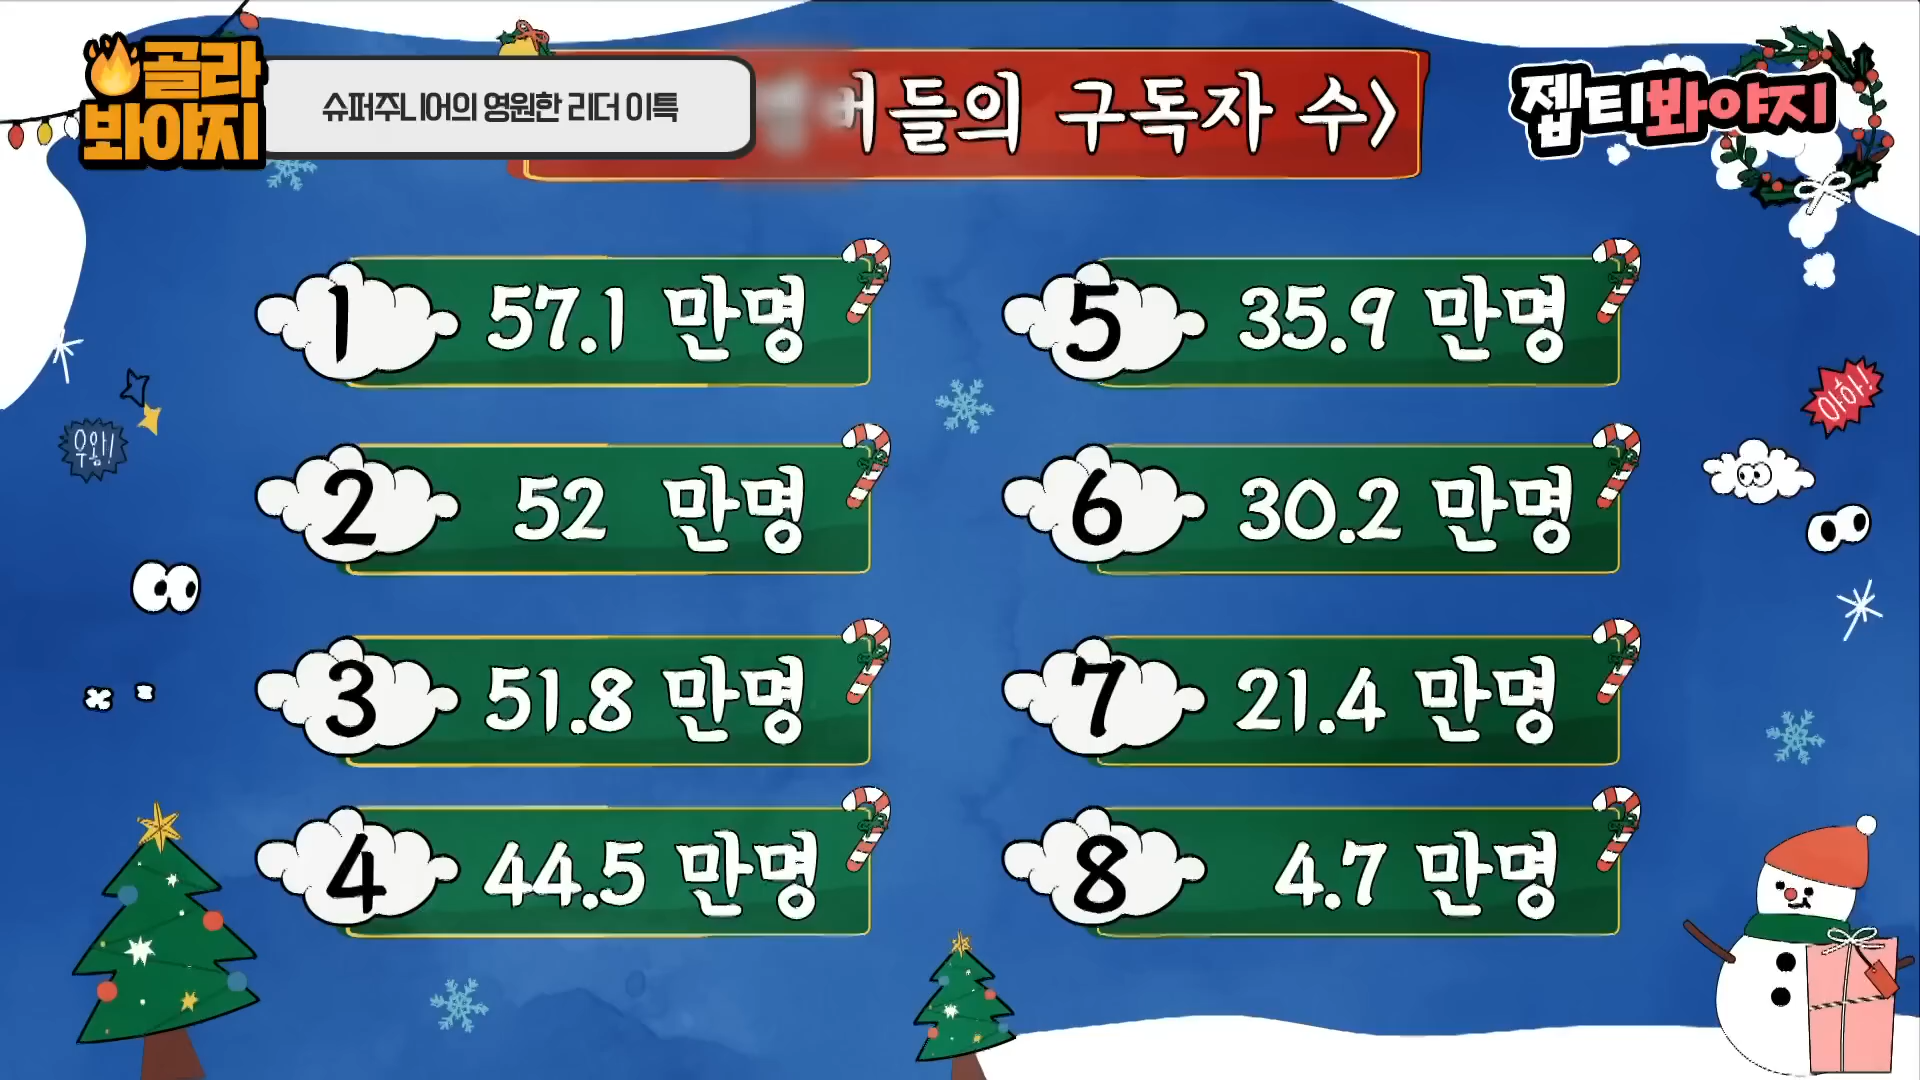 골라
봐야지
슈퍼주니어의 영원한 리더 이특
버들의 구독자 수>
젭티봐야지
1 57.1 만명
2 52 만명
3 51.8 만명
4 44.5 만명
5 35.9 만명
6 30.2 만명
7 21.4 만명
8 4.7 만명
우왐!
아하!